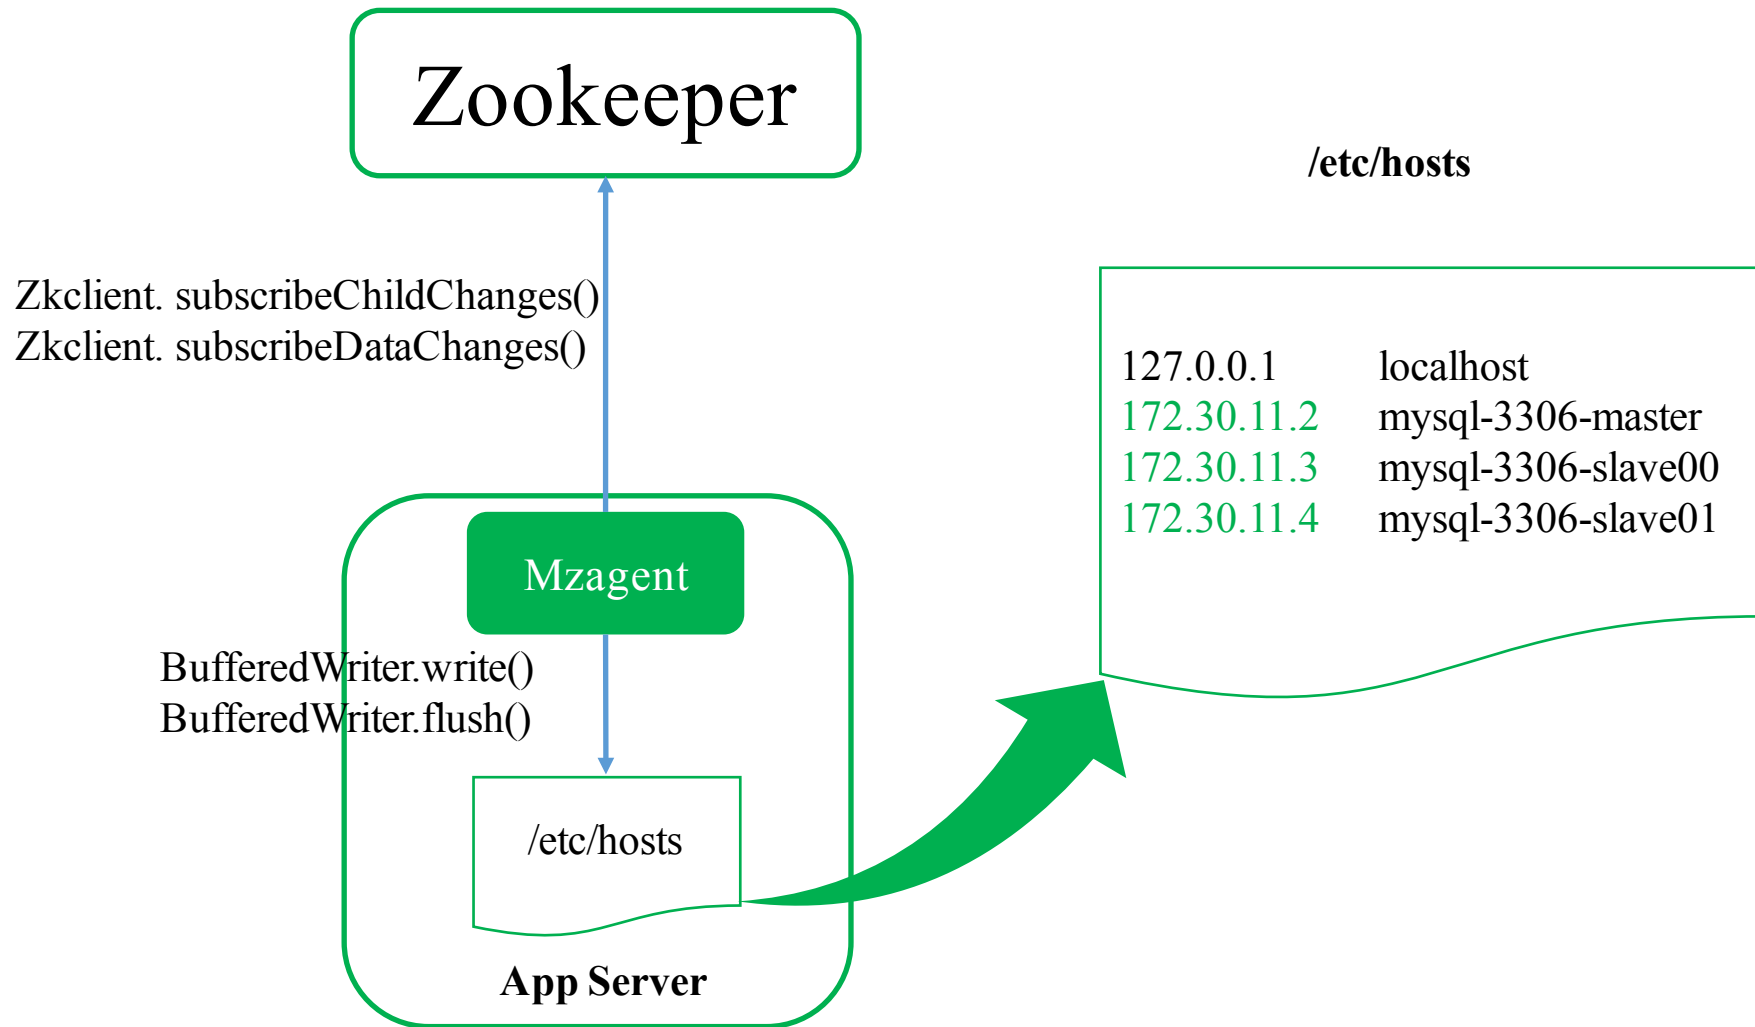 Zookeeper
Zkclient. subscribeChildChanges()
Zkclient. subscribeDataChanges()
Mzagent
BufferedWriter.write()
BufferedWriter.flush()
/etc/hosts
App Server
/etc/hosts
127.0.0.1 localhost
172.30.11.2 mysql-3306-master
172.30.11.3 mysql-3306-slave00
172.30.11.4 mysql-3306-slave01